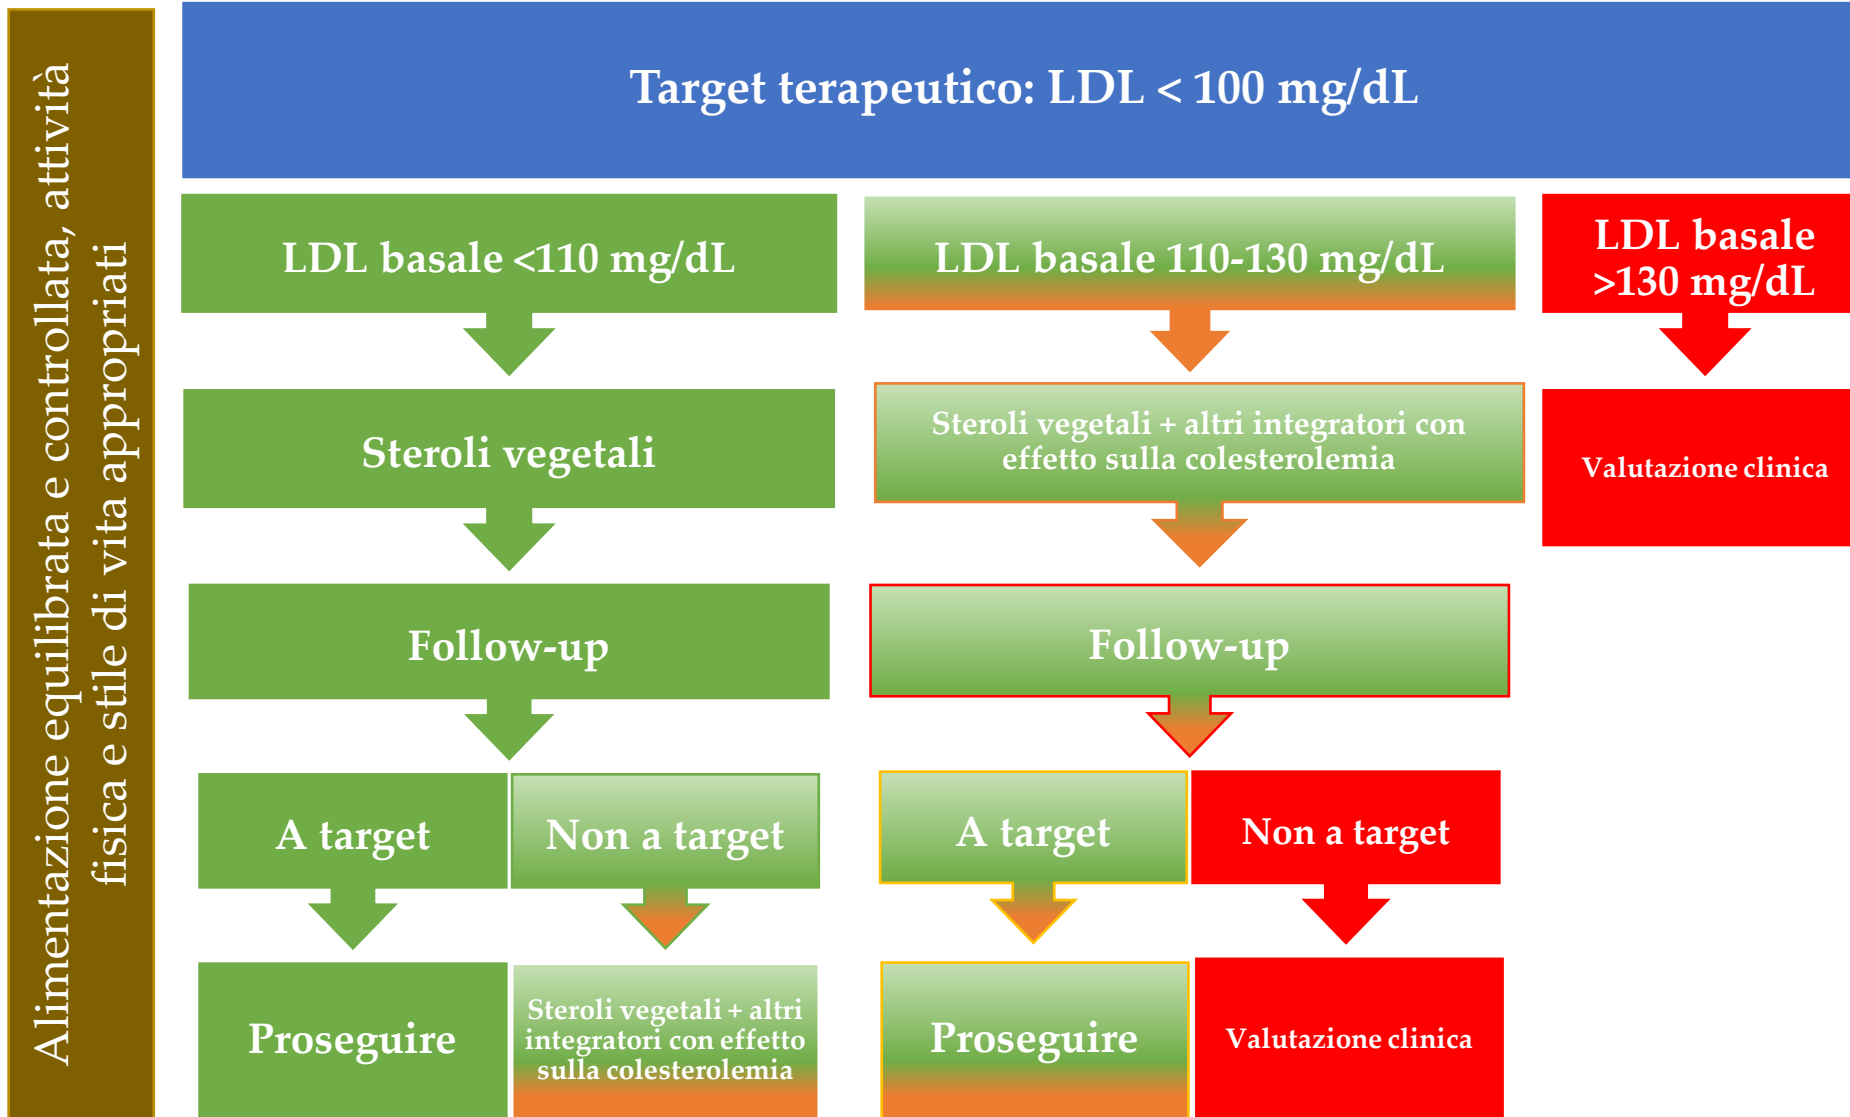 Alimentazione equilibrata e controllata, attività
fisica e stile di vita appropriati
Target terapeutico: LDL < 100 mg/dL
LDL basale <110 mg/dL
LDL basale 110-130 mg/dL
LDL basale
>130 mg/dL
Steroli vegetali
Steroli vegetali + altri integratori con
effetto sulla colesterolemia
Valutazione clinica
Follow-up
Follow-up
A target
Non a target
A target
Non a target
Proseguire
Steroli vegetali + altri
integratori con effetto
sulla colesterolemia
Proseguire
Valutazione clinica